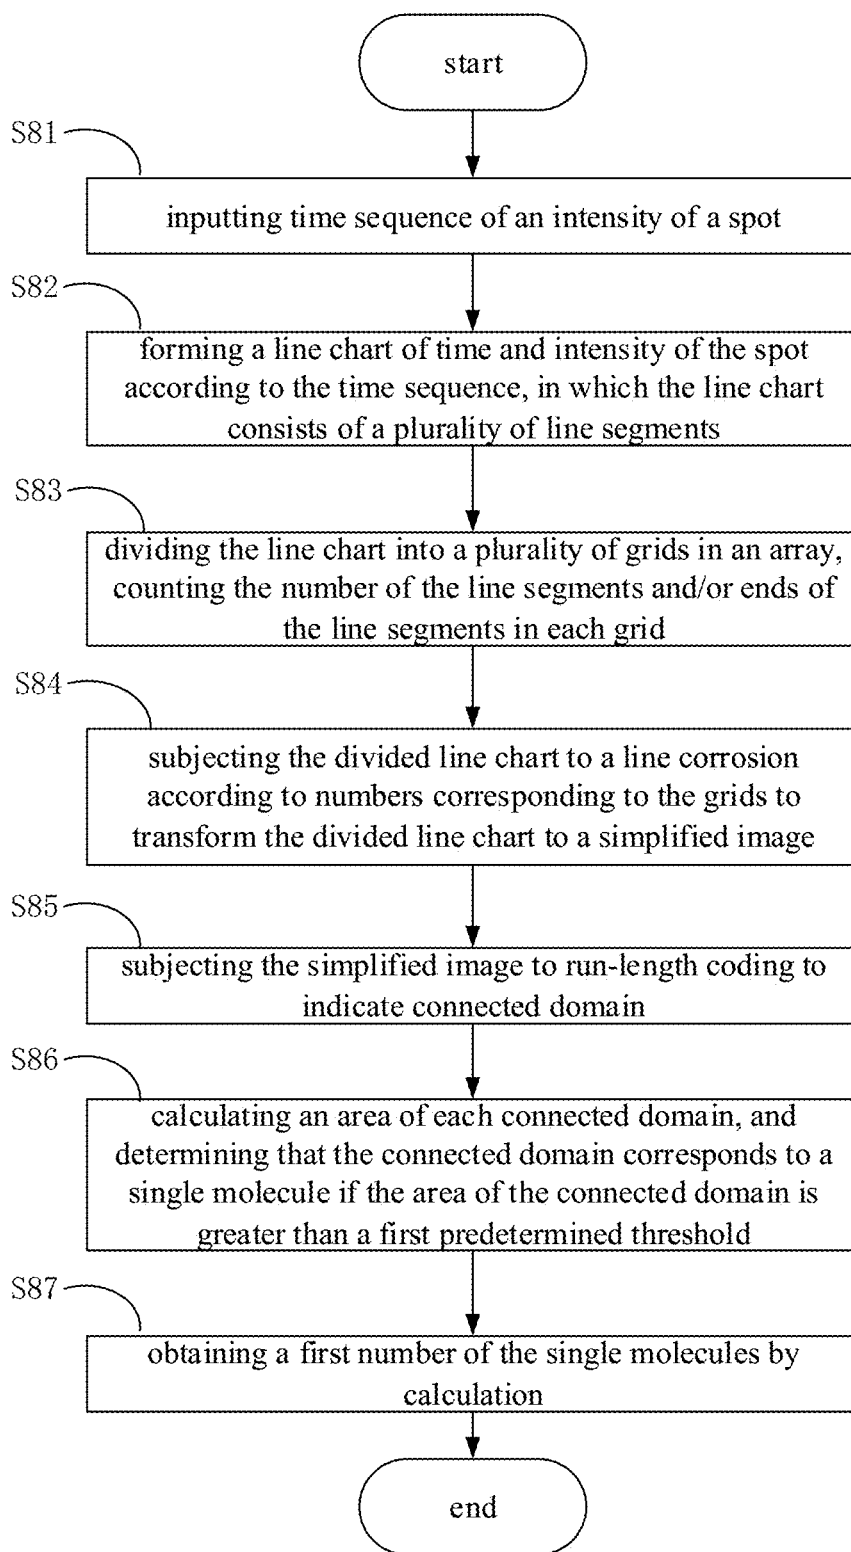 start
S81
inputting time sequence of an intensity of a spot
S82
forming a line chart of time and intensity of the spot
according to the time sequence, in which the line chart
consists of a plurality of line segments
S83
dividing the line chart into a plurality of grids in an array,
counting the number of the line segments and/or ends of
the line segments in each grid
S84
subjecting the divided line chart to a line corrosion
according to numbers corresponding to the grids to
transform the divided line chart to a simplified image
S85
subjecting the simplified image to run-length coding to
indicate connected domain
S86
calculating an area of each connected domain, and
determining that the connected domain corresponds to a
single molecule if the area of the connected domain is
greater than a first predetermined threshold
S87
obtaining a first number of the single molecules by
calculation
end